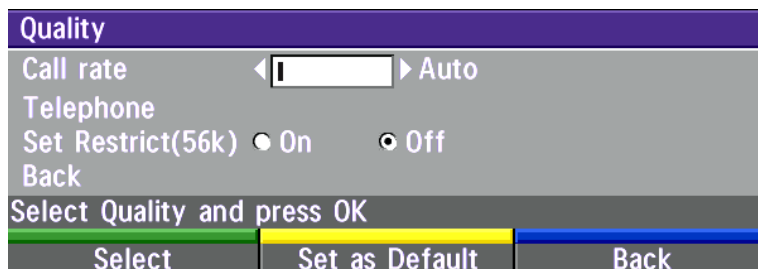 Quality
Call rate Auto
Telephone
Set Restrict(56k) On Off
Back
Select Quality and press OK
Select Set as Default Back